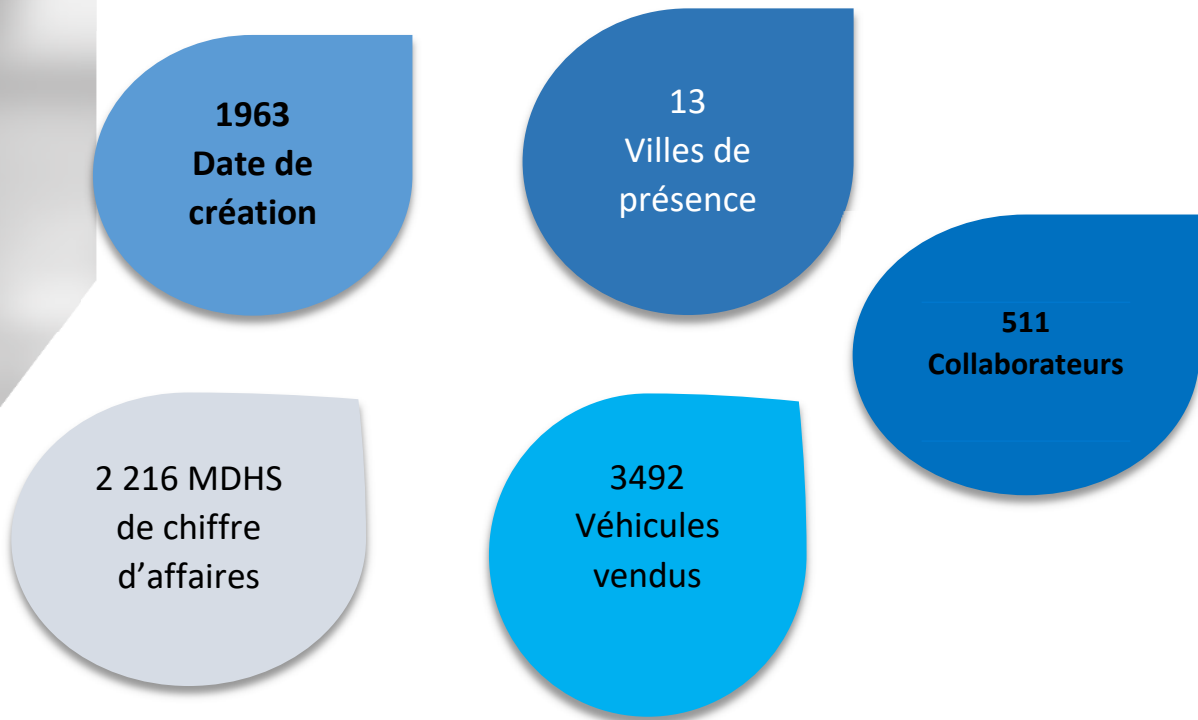 1963
Date de
création
13
Villes de
présence
511
Collaborateurs
2 216 MDHS
de chiffre
d’affaires
3492
Véhicules
vendus